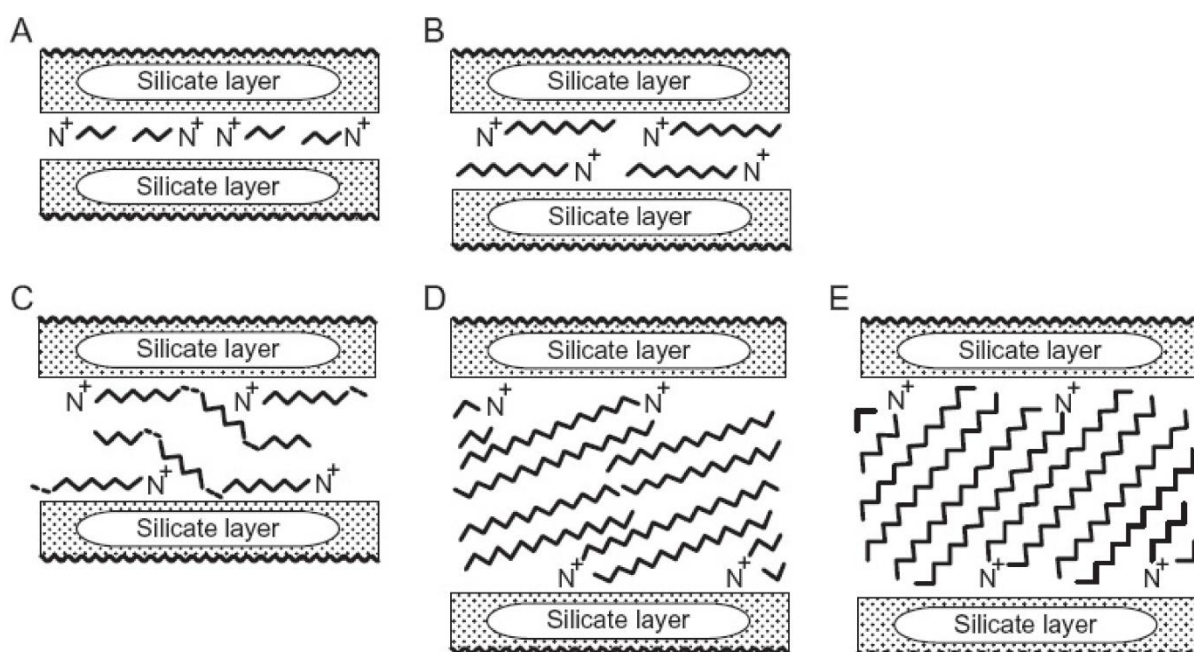 A
Silicate layer
N+ N+ N+ N+
Silicate layer
B
Silicate layer
N+ N+
N+ N+
Silicate layer
C
Silicate layer
N+ N+
N+ N+
Silicate layer
D
Silicate layer
N+ N+
N+ N+
Silicate layer
E
Silicate layer
N+ N+
N+ N+
Silicate layer